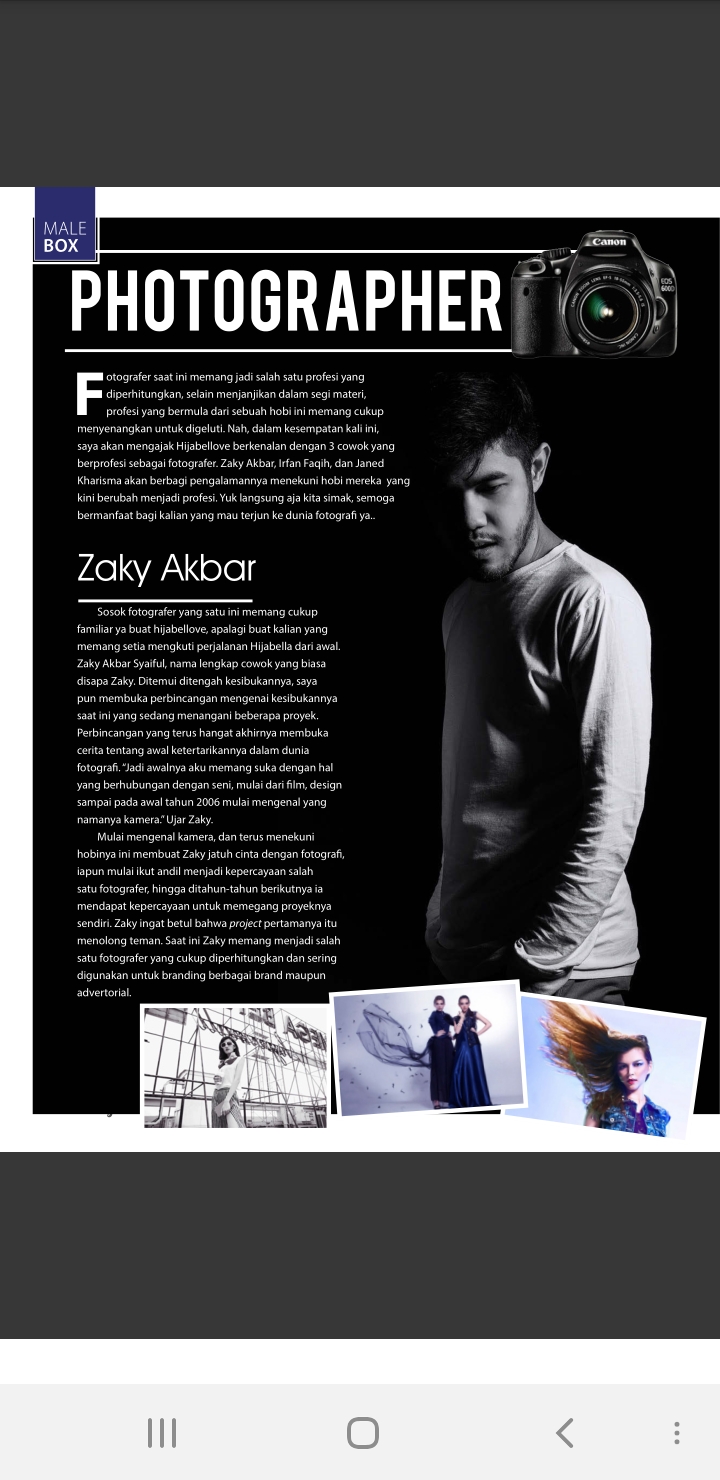 MALE
BOX
Canon
PHOTOGRAPHER
EOS
600D
Fotografer saat ini memang jadi salah satu profesi yang
diperhitungkan, selain menjanjikan dalam segi materi,
profesi yang bermula dari sebuah hobi ini memang cukup
menyenangkan untuk digeluti. Nah, dalam kesempatan kali ini,
saya akan mengajak Hijabellove berkenalan dengan 3 cowok yang
berprofesi sebagai fotografer. Zaky Akbar, Irfan Faqih, dan Janed
Kharisma akan berbagi pengalamannya menekuni hobi mereka  yang
kini berubah menjadi profesi. Yuk langsung aja kita simak, semoga
bermanfaat bagi kalian yang mau terjun ke dunia fotografi ya..
Zaky Akbar
Sosok fotografer yang satu ini memang cukup
familiar ya buat hijabellove, apalagi buat kalian yang
memang setia mengkuti perjalanan Hijabella dari awal.
Zaky Akbar Syaiful, nama lengkap cowok yang biasa
disapa Zaky. Ditemui ditengah kesibukannya, saya
pun membuka perbincangan mengenai kesibukannya
saat ini yang sedang menangani beberapa proyek.
Perbincangan yang terus hangat akhirnya membuka
cerita tentang awal ketertarikannya dalam dunia
fotografi. “Jadi awalnya aku memang suka dengan hal
yang berhubungan dengan seni, mulai dari film, design
sampai pada awal tahun 2006 mulai mengenal yang
namanya kamera.” Ujar Zaky.
Mulai mengenal kamera, dan terus menekuni
hobinya ini membuat Zaky jatuh cinta dengan fotografi,
iapun mulai ikut andil menjadi kepercayaan salah
satu fotografer, hingga ditahun-tahun berikutnya ia
mendapat kepercayaan untuk memegang proyeknya
sendiri. Zaky ingat betul bahwa project pertamanya itu
menolong teman. Saat ini Zaky memang menjadi salah
satu fotografer yang cukup diperhitungkan dan sering
digunakan untuk branding berbagai brand maupun
advertorial.